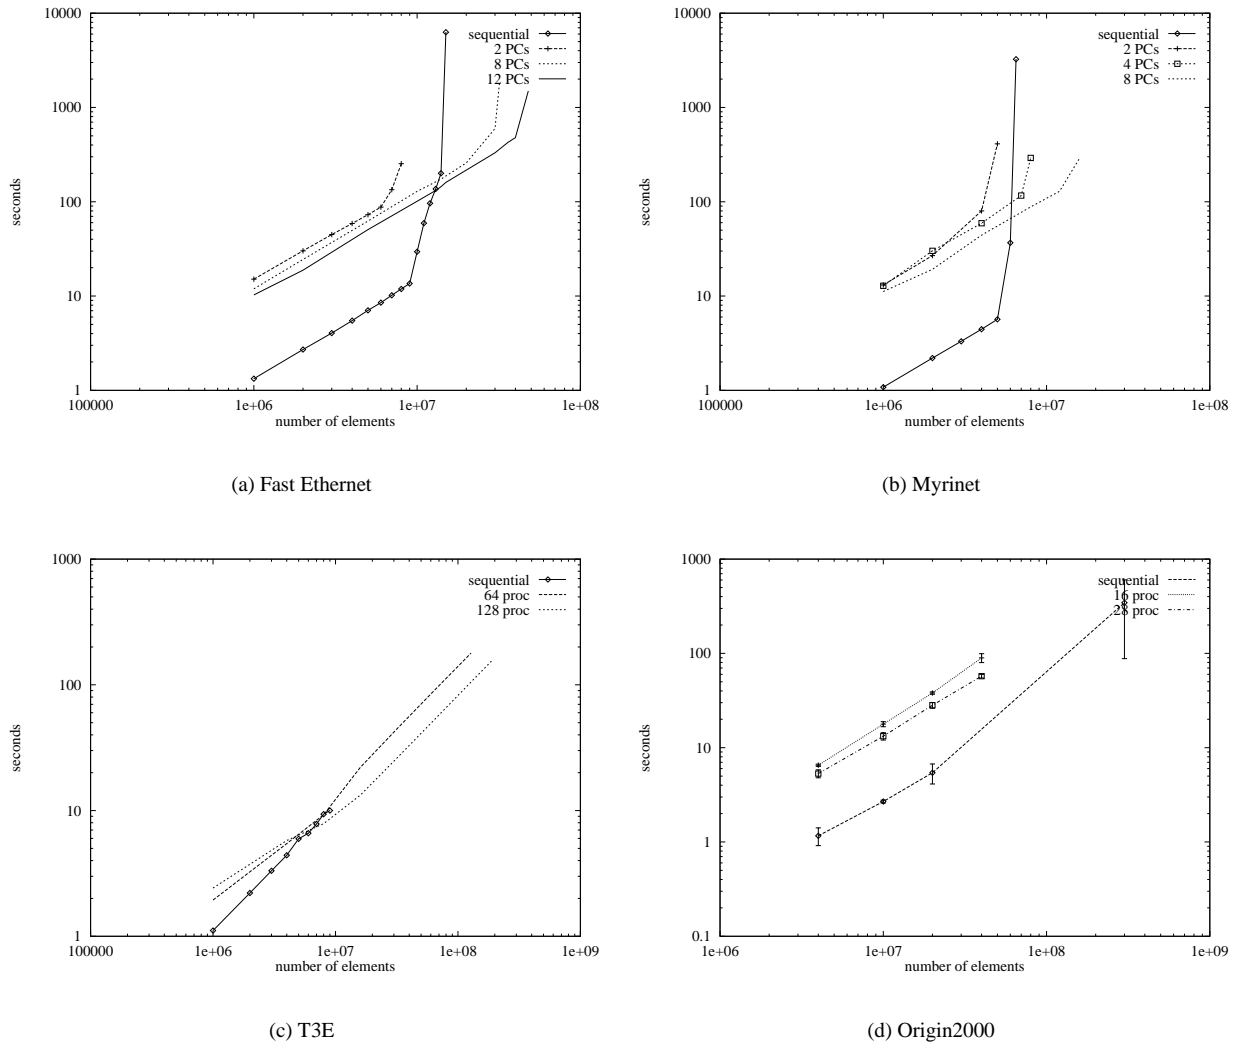 10000
1000
100
10
1
100000
1e+06
1e+07
1e+08
seconds
number of elements
sequential
2 PCs
8 PCs
12 PCs
(a) Fast Ethernet
10000
1000
100
10
1
100000
1e+06
1e+07
1e+08
seconds
number of elements
sequential
2 PCs
4 PCs
8 PCs
(b) Myrinet
1000
100
10
1
100000
1e+06
1e+07
1e+08
1e+09
seconds
number of elements
sequential
64 proc
128 proc
(c) T3E
1000
100
10
1
0.1
1e+06
1e+07
1e+08
1e+09
seconds
number of elements
sequential
16 proc
28 proc
(d) Origin2000